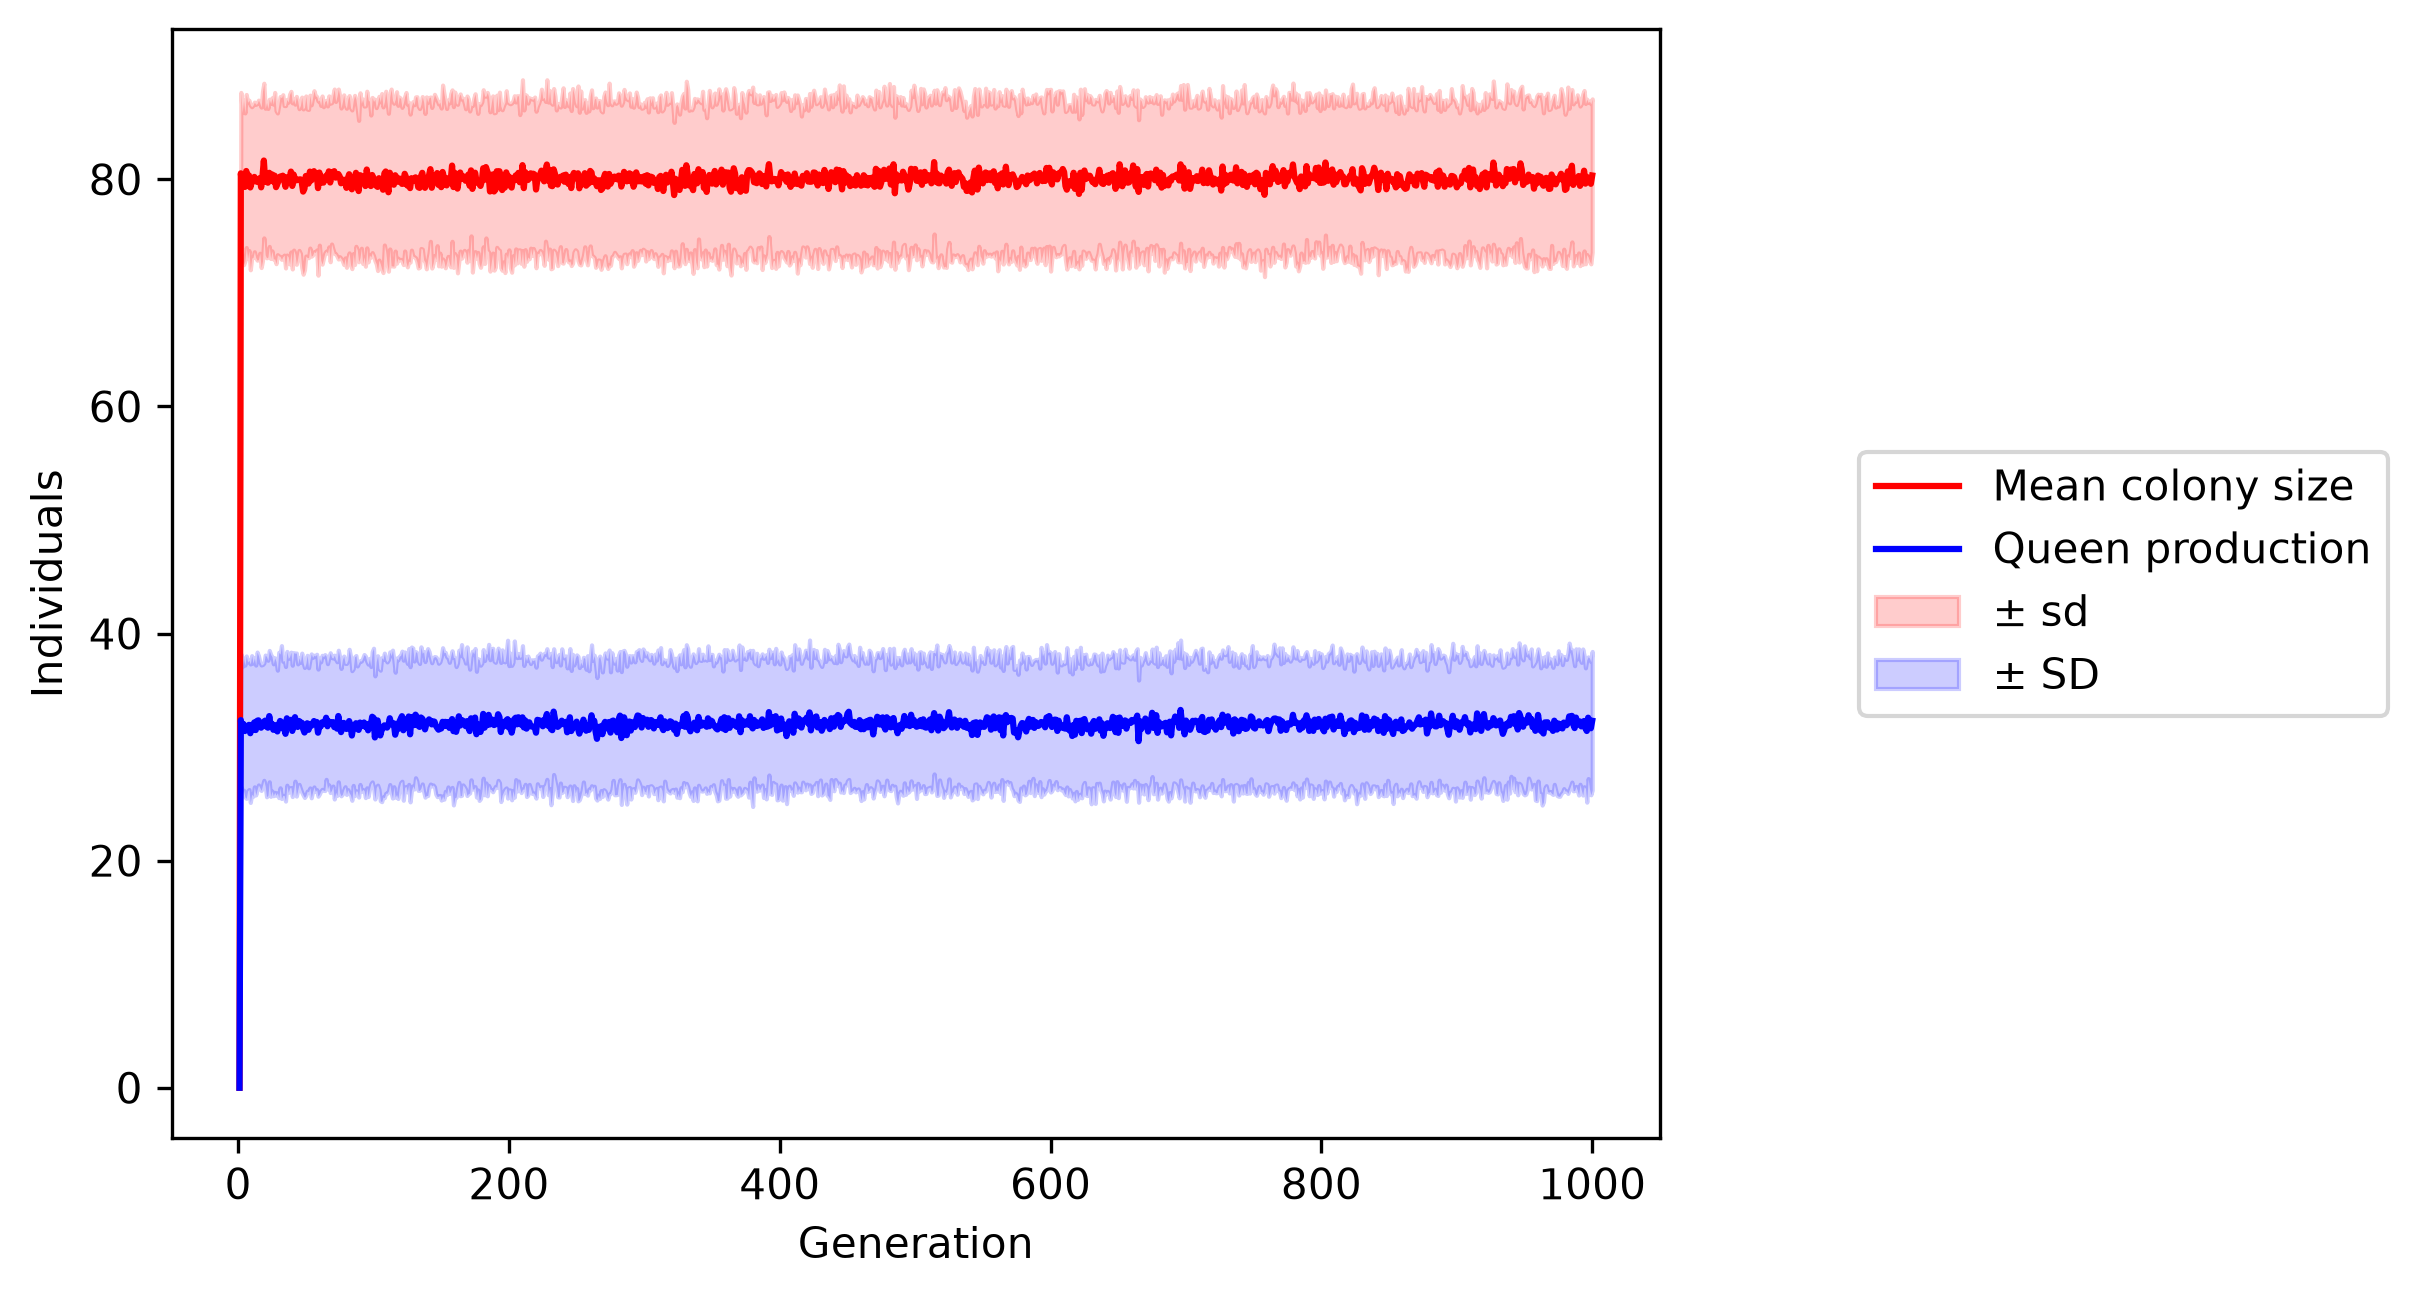 80
60
40
20
0
Individuals
0 200 400 600 800 1000
Generation
Mean colony size
Queen production
± sd
± SD